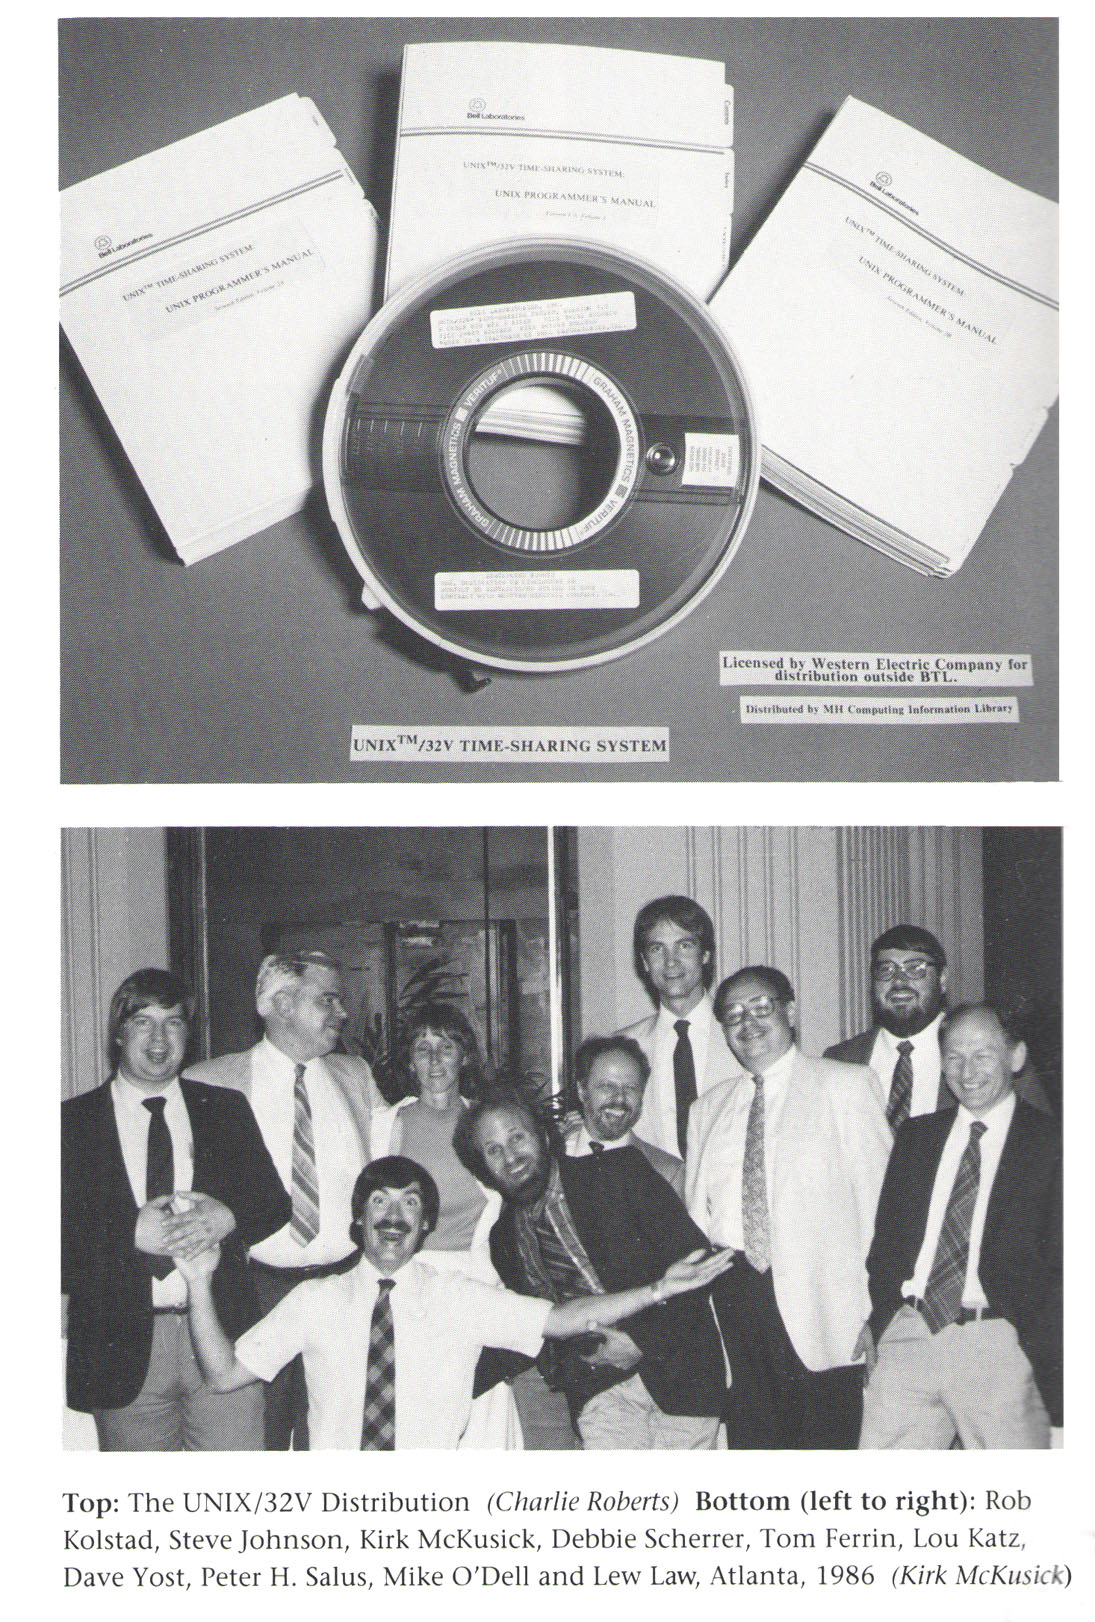 Bell Laboratories
UNIX™ TIME-SHARING SYSTEM:
UNIX PROGRAMMER'S MANUAL
Seventh Edition, Volume 2A
Bell Laboratories
UNIX™/32V TIME-SHARING SYSTEM:
UNIX PROGRAMMER'S MANUAL
Contents
Bell Laboratories
UNIX™ TIME-SHARING SYSTEM:
UNIX PROGRAMMER'S MANUAL
Seventh Edition, Volume 2B
GRAHAM MAGNETICS VERITUF
GRAHAM MAGNETICS VERITUF
Licensed by Western Electric Company for
distribution outside BTL.
Distributed by MH Computing Information Library
UNIX™/32V TIME-SHARING SYSTEM
Top: The UNIX/32V Distribution (Charlie Roberts) Bottom (left to right): Rob
Kolstad, Steve Johnson, Kirk McKusick, Debbie Scherrer, Tom Ferrin, Lou Katz,
Dave Yost, Peter H. Salus, Mike O'Dell and Lew Law, Atlanta, 1986 (Kirk McKusick)